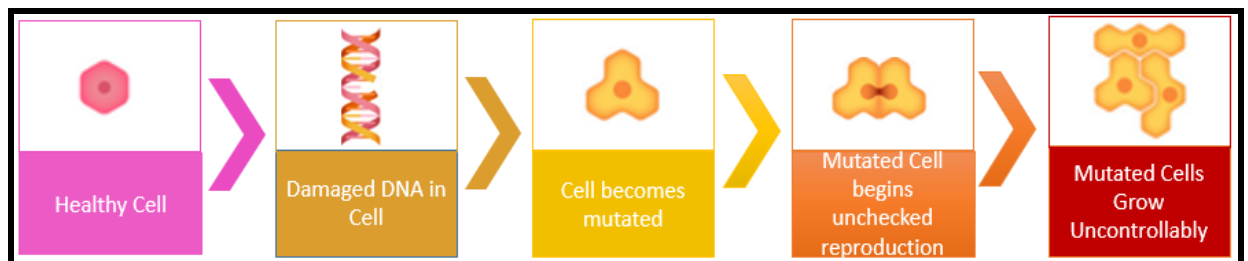 Healthy Cell
Damaged DNA in
Cell
Cell becomes
mutated
Mutated Cell
begins
unchecked
reproduction
Mutated Cells
Grow
Uncontrollably